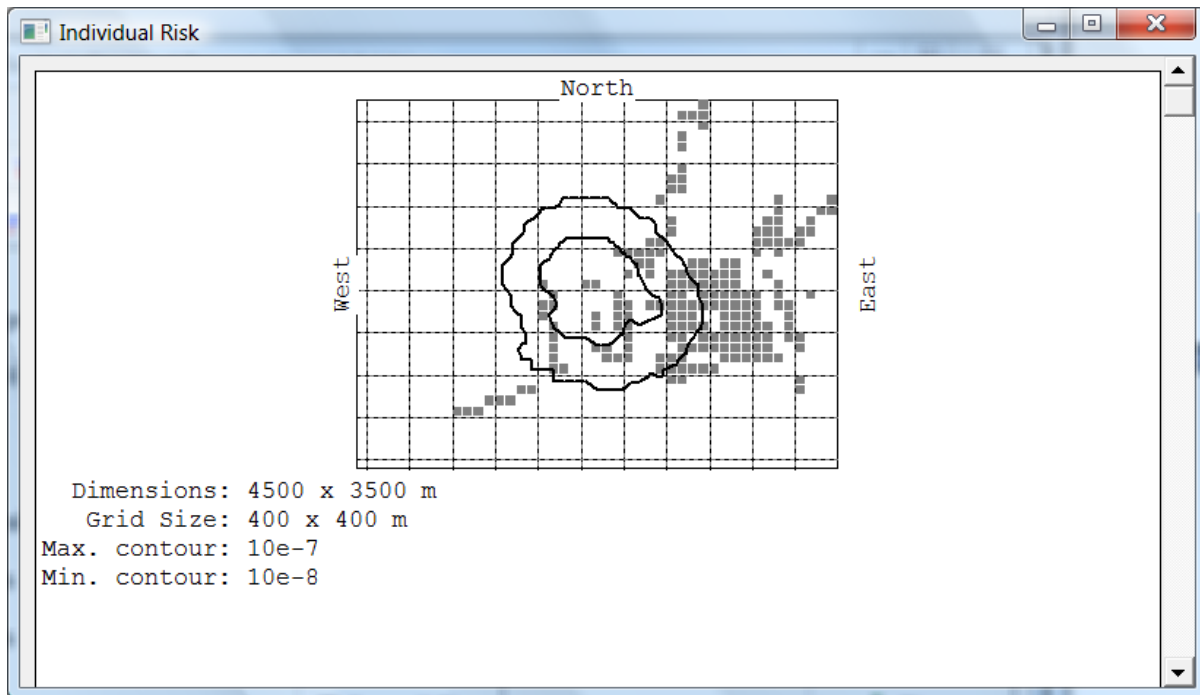 Individual Risk
North
West
East
Dimensions: 4500 x 3500 m
Grid Size: 400 x 400 m
Max. contour: 10e-7
Min. contour: 10e-8